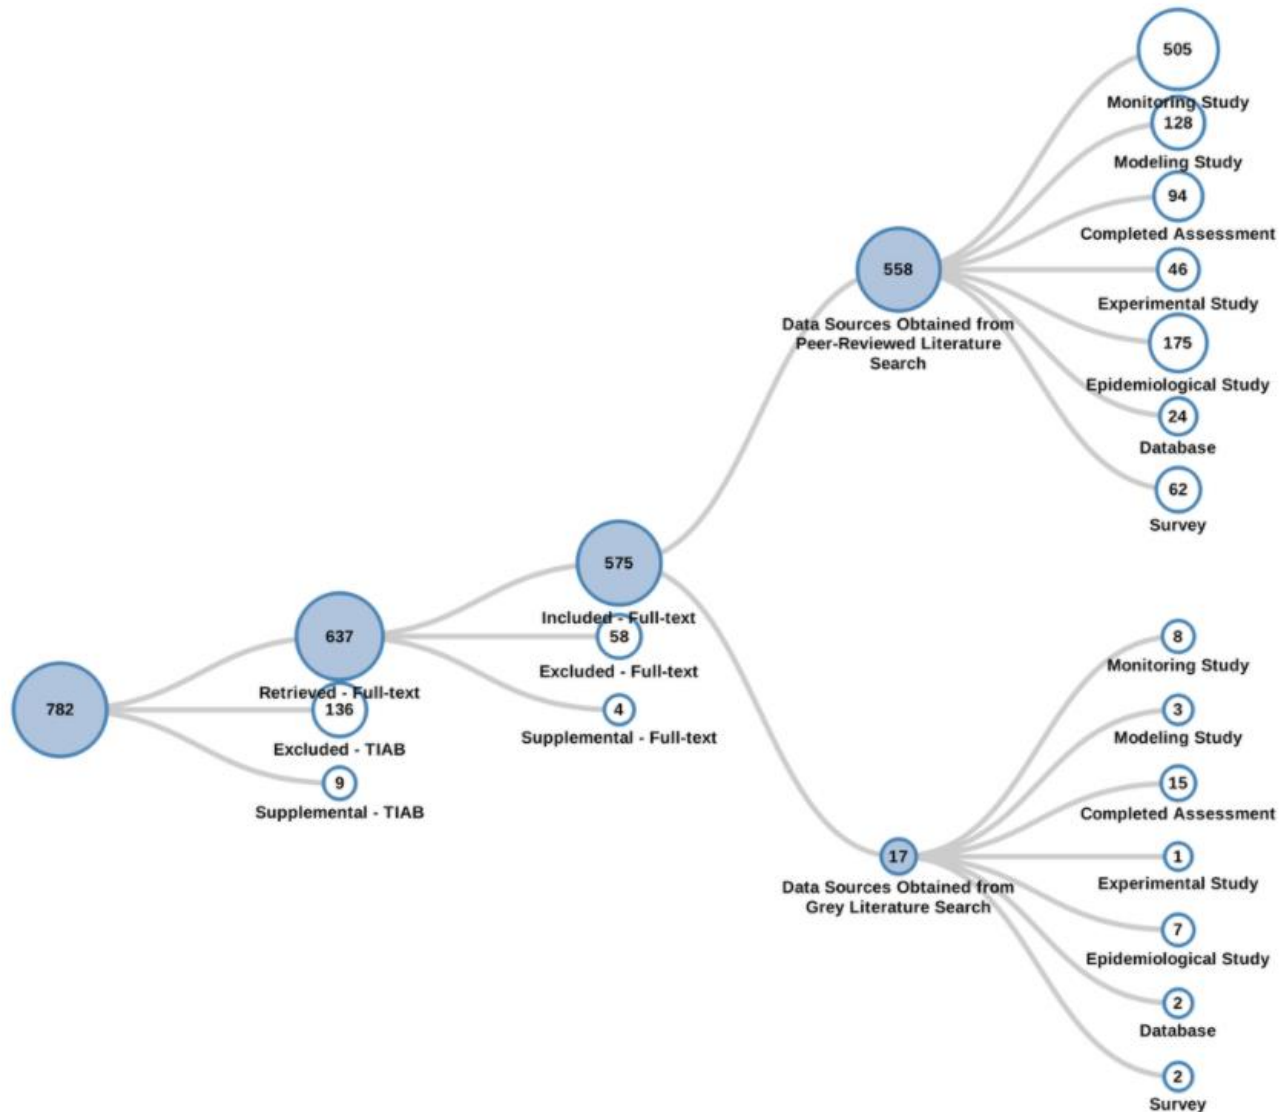 782
637
Retrieved - Full-text
136
Excluded - TIAB
9
Supplemental - TIAB
575
Included - Full-text
58
Excluded - Full-text
4
Supplemental - Full-text
558
Data Sources Obtained from
Peer-Reviewed Literature
Search
505
Monitoring Study
128
Modeling Study
94
Completed Assessment
46
Experimental Study
175
Epidemiological Study
24
Database
62
Survey
17
Data Sources Obtained from
Grey Literature Search
8
Monitoring Study
3
Modeling Study
15
Completed Assessment
1
Experimental Study
7
Epidemiological Study
2
Database
2
Survey